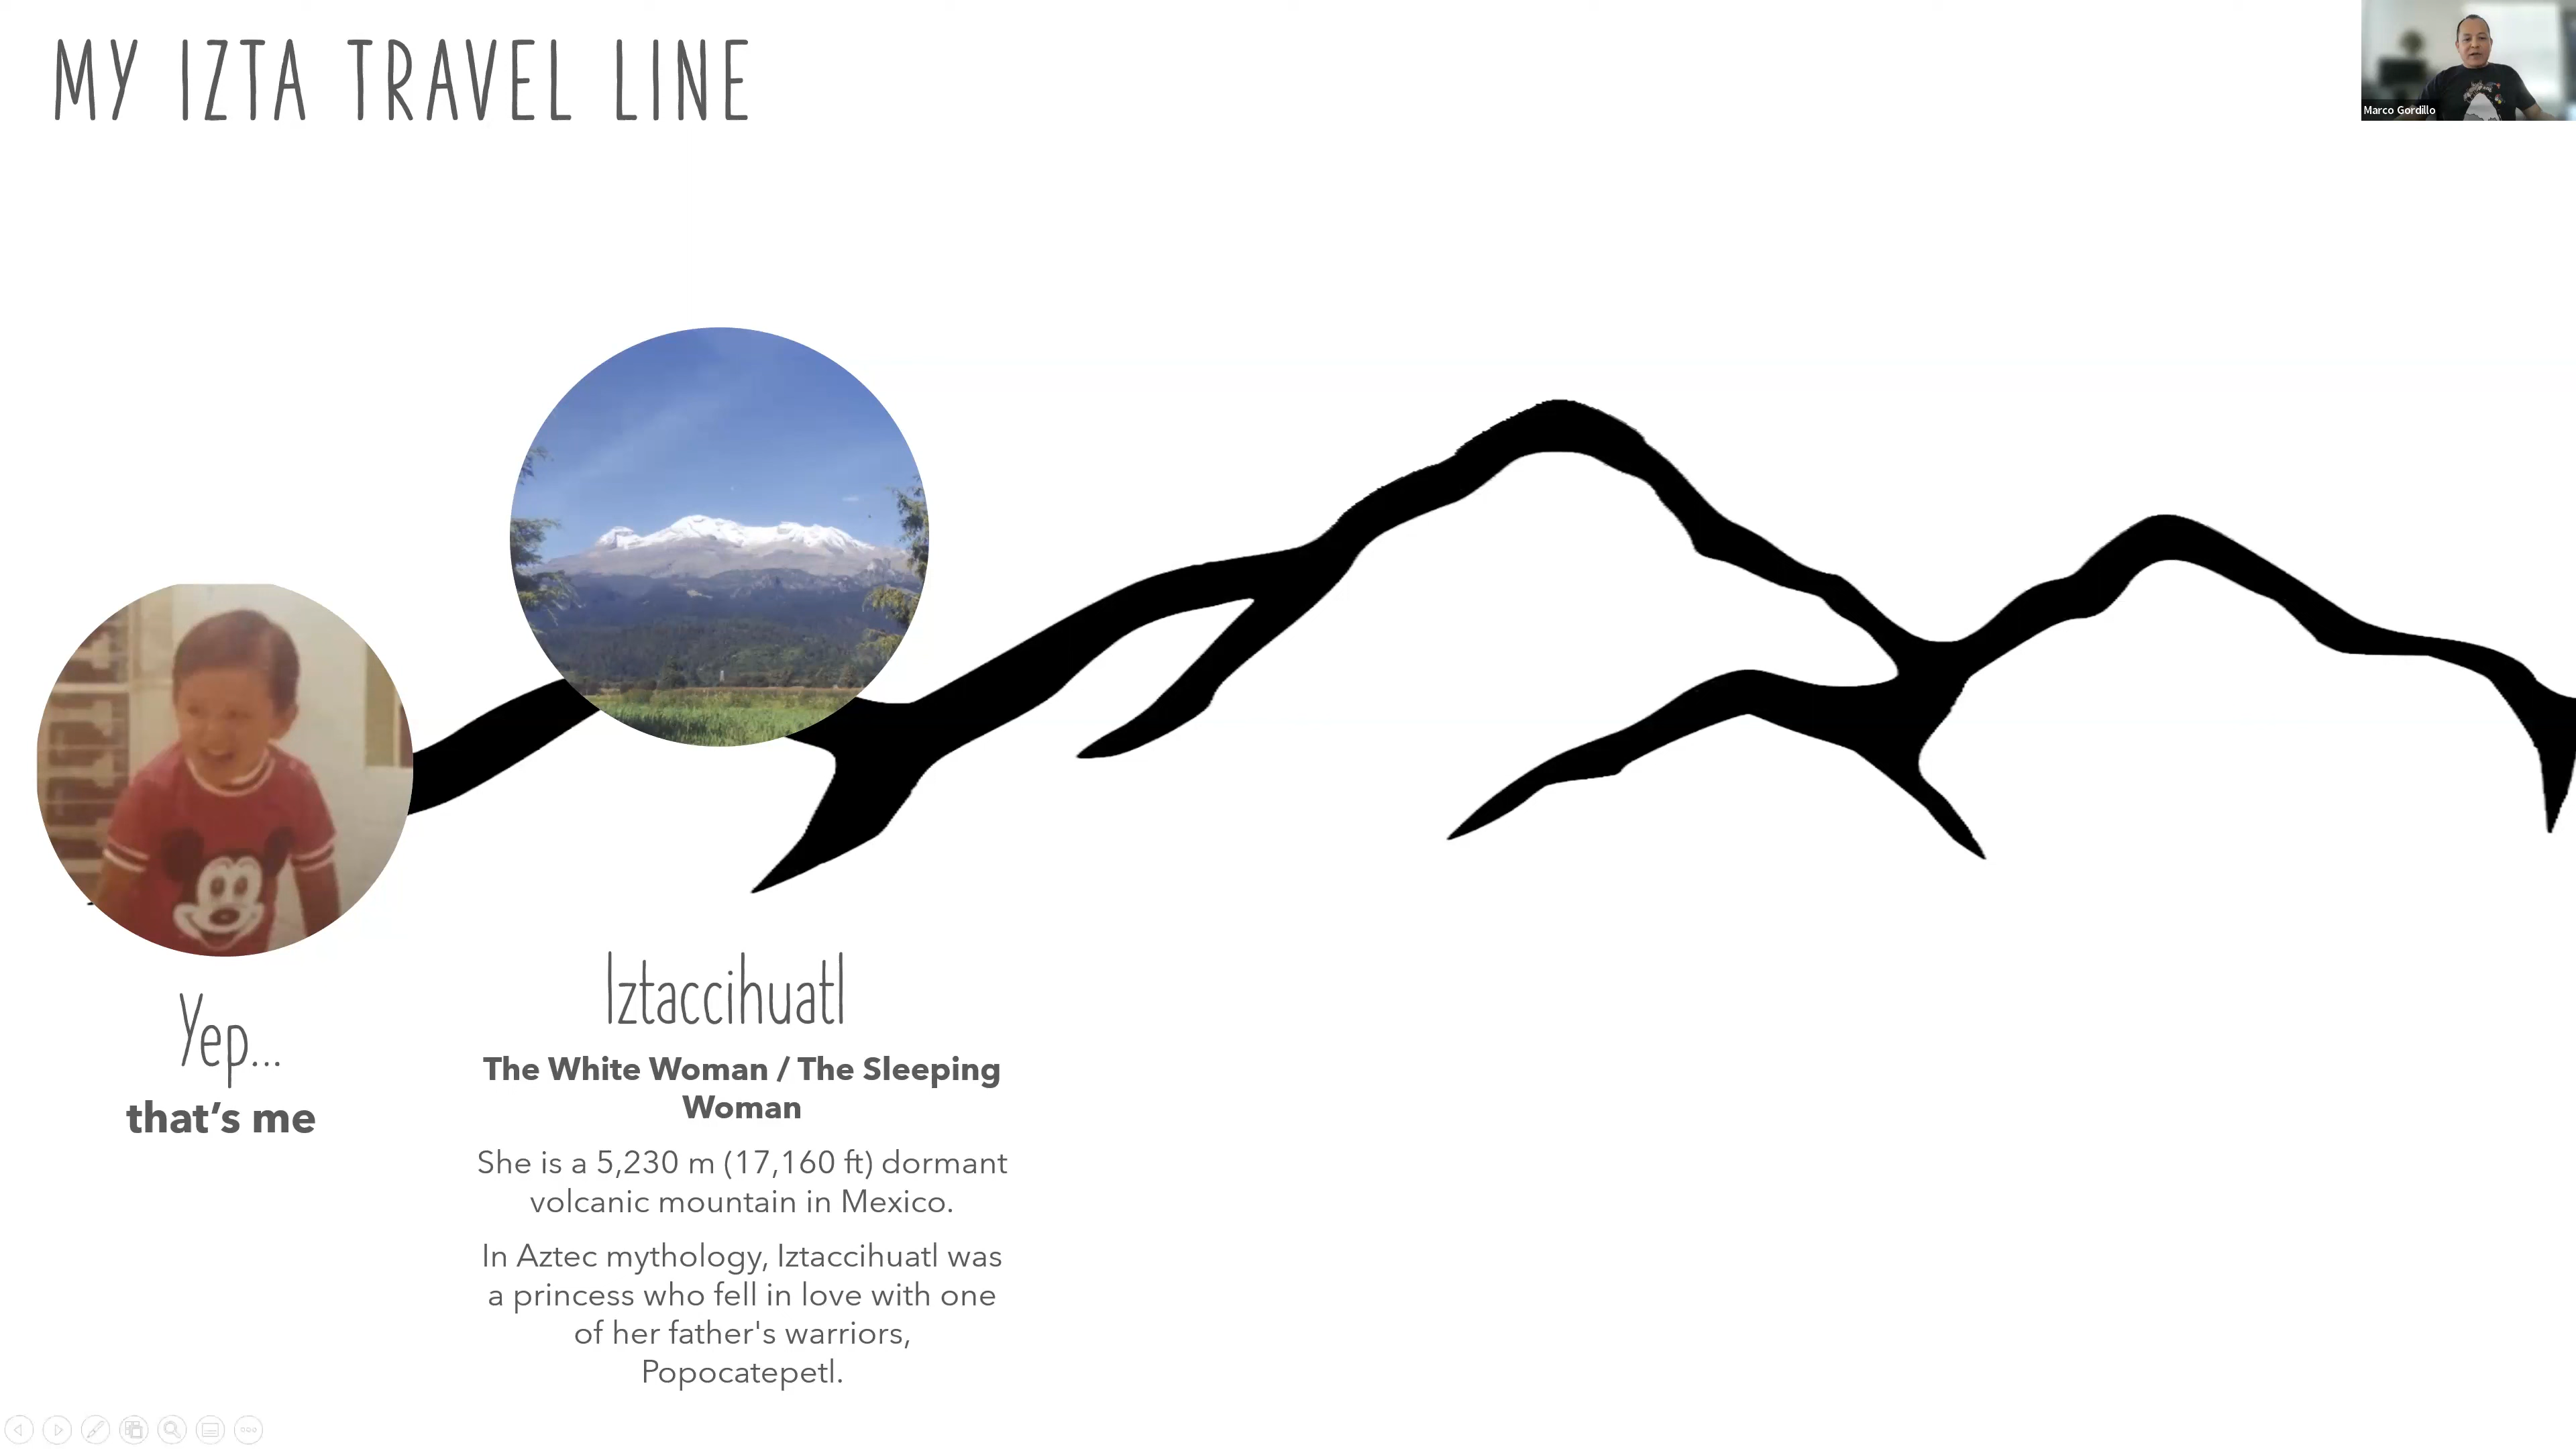 MY IZTA TRAVEL LINE
Marco Gordillo
Yep...
that's me
Iztaccihuatl
The White Woman / The Sleeping
Woman
She is a 5,230 m (17,160 ft) dormant
volcanic mountain in Mexico.
In Aztec mythology, Iztaccihuatl was
a princess who fell in love with one
of her father's warriors,
Popocatepetl.